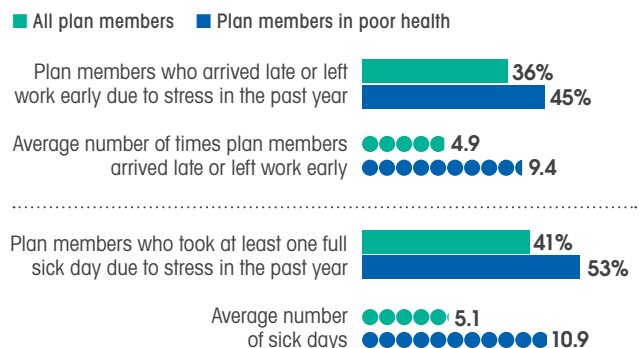 All plan members Plan members in poor health
Plan members who arrived late or left
work early due to stress in the past year
36%
45%
Average number of times plan members
arrived late or left work early
4.9
9.4
Plan members who took at least one full
sick day due to stress in the past year
41%
53%
Average number
of sick days
5.1
10.9